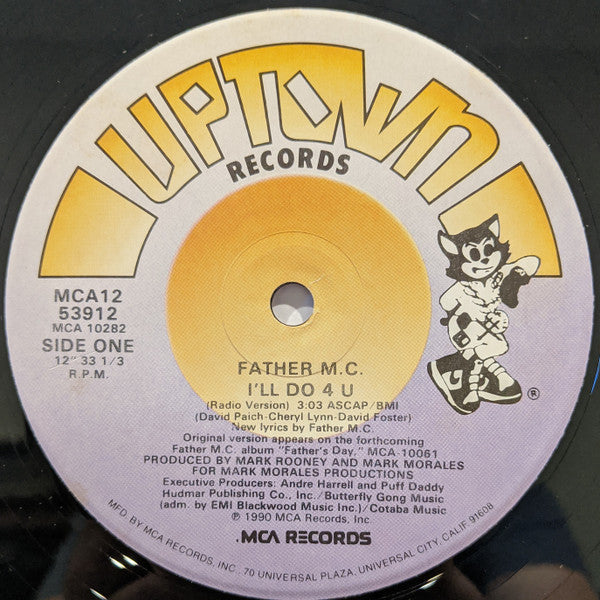 UPTOWN
RECORDS
MCA12
53912
MCA 10282
SIDE ONE
12" 33 1/3
R.P.M.
®
FATHER M.C.
I'LL DO 4 U
(Radio Version) 3:03 ASCAP/BMI
(David Paich-Cheryl Lynn-David Foster)
New lyrics by Father M.C.
Original version appears on the forthcoming
Father M.C. album "Father's Day," MCA-10061
PRODUCED BY MARK ROONEY AND MARK MORALES
FOR MARK MORALES PRODUCTIONS
Executive Producers: Andre Harrell and Puff Daddy
Hudmar Publishing Co., Inc./Butterfly Gong Music
(adm. by EMI Blackwood Music Inc.)/Cotaba Music
℗ 1990 MCA Records, Inc.
.MCA RECORDS
MFD. BY MCA RECORDS, INC., 70 UNIVERSAL PLAZA, UNIVERSAL CITY, CALIF. 91608